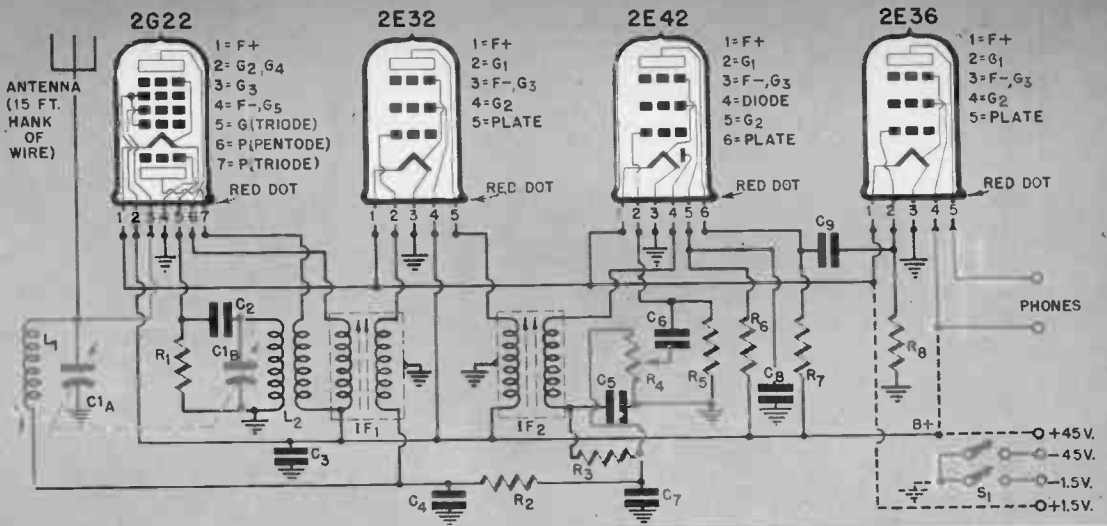 2G22
2E32
2E42
2E36
ANTENNA
(15 FT.
HANK
OF
WIRE)
1= F+
2= G2, G4
3= G3
4= F-, G5
5= G (TRIODE)
6= P (PENTODE)
7= P (TRIODE)
RED DOT
1 2 3 4 5 6 7
1= F+
2= G1
3= F-, G3
4= G2
5= PLATE
RED DOT
1 2 3 4 5
1= F+
2= G1
3= F-, G3
4= DIODE
5= G2
6= PLATE
RED DOT
1 2 3 4 5 6
1= F+
2= G1
3= F-, G3
4= G2
5= PLATE
RED DOT
1 2 3 4 5
L1
C1A
R1
C2
C1B
L2
IF1
IF2
C3
C4
R2
R3
C5
R4
C6
R5
R6
C7
C8
R7
C9
R8
PHONES
B+
+45V.
-45V.
-1.5V.
+1.5V.
S1